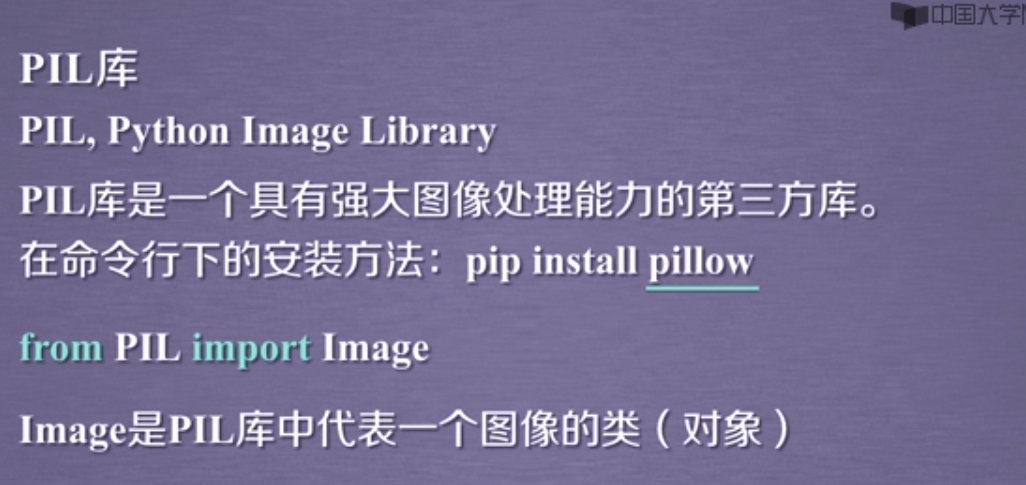 中国大学
PIL库
PIL, Python Image Library
PIL库是一个具有强大图像处理能力的第三方库。
在命令行下的安装方法：pip install pillow
from PIL import Image
Image是PIL库中代表一个图像的类（对象）